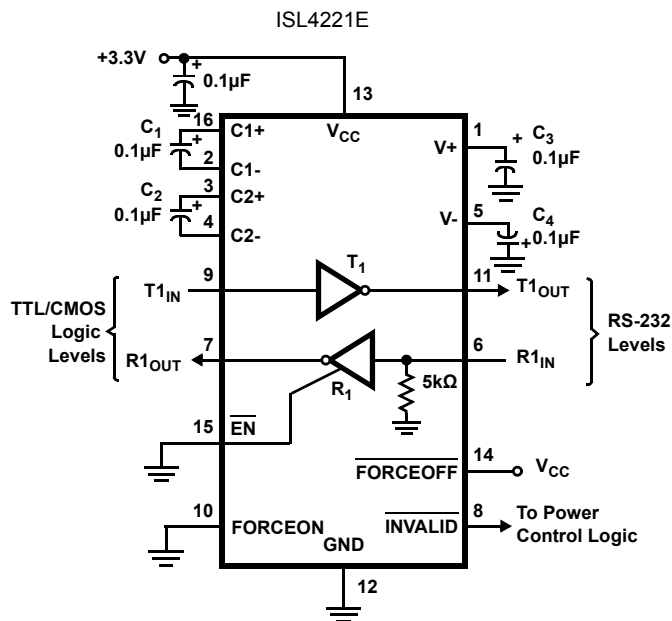 ISL4221E
+3.3V
+
0.1µF
13
16
C1+
VCC
1
C1
0.1µF
+
2
C1-
V+
+
C3
0.1µF
3
C2+
C2
0.1µF
+
4
C2-
V-
5
C4
0.1µF
+
T1
9
11
T1IN
T1OUT
TTL/CMOS
Logic
Levels
RS-232
Levels
7
6
R1OUT
R1IN
R1
5kΩ
15
EN
14
FORCEOFF
VCC
10
FORCEON
INVALID
8
To Power
Control Logic
GND
12